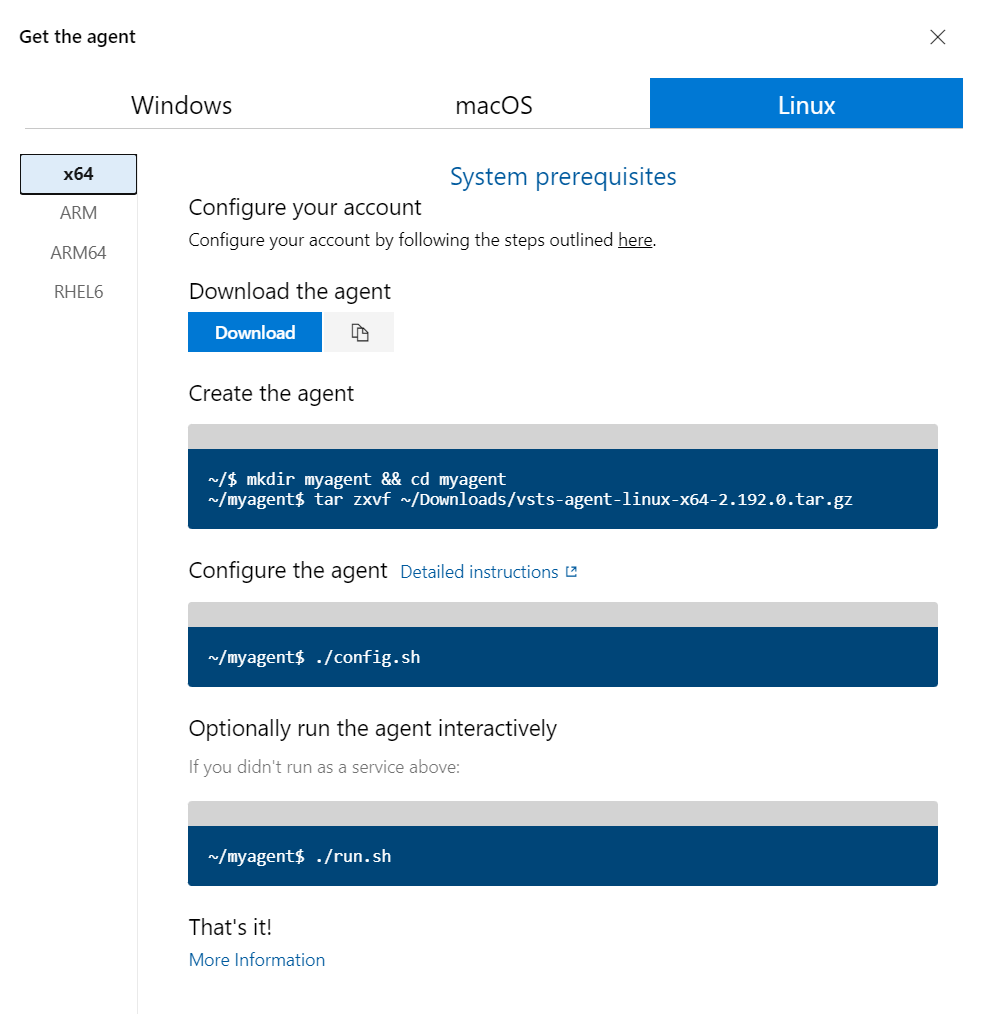 Get the agent
Windows
macOS
Linux
x64
ARM
ARM64
RHEL6
System prerequisites
Configure your account
Configure your account by following the steps outlined here.
Download the agent
Download
Create the agent
~/$ mkdir myagent && cd myagent
~/myagent$ tar zxvf ~/Downloads/vsts-agent-linux-x64-2.192.0.tar.gz
Configure the agent Detailed instructions
~/myagent$ ./config.sh
Optionally run the agent interactively
If you didn't run as a service above:
~/myagent$ ./run.sh
That's it!
More Information